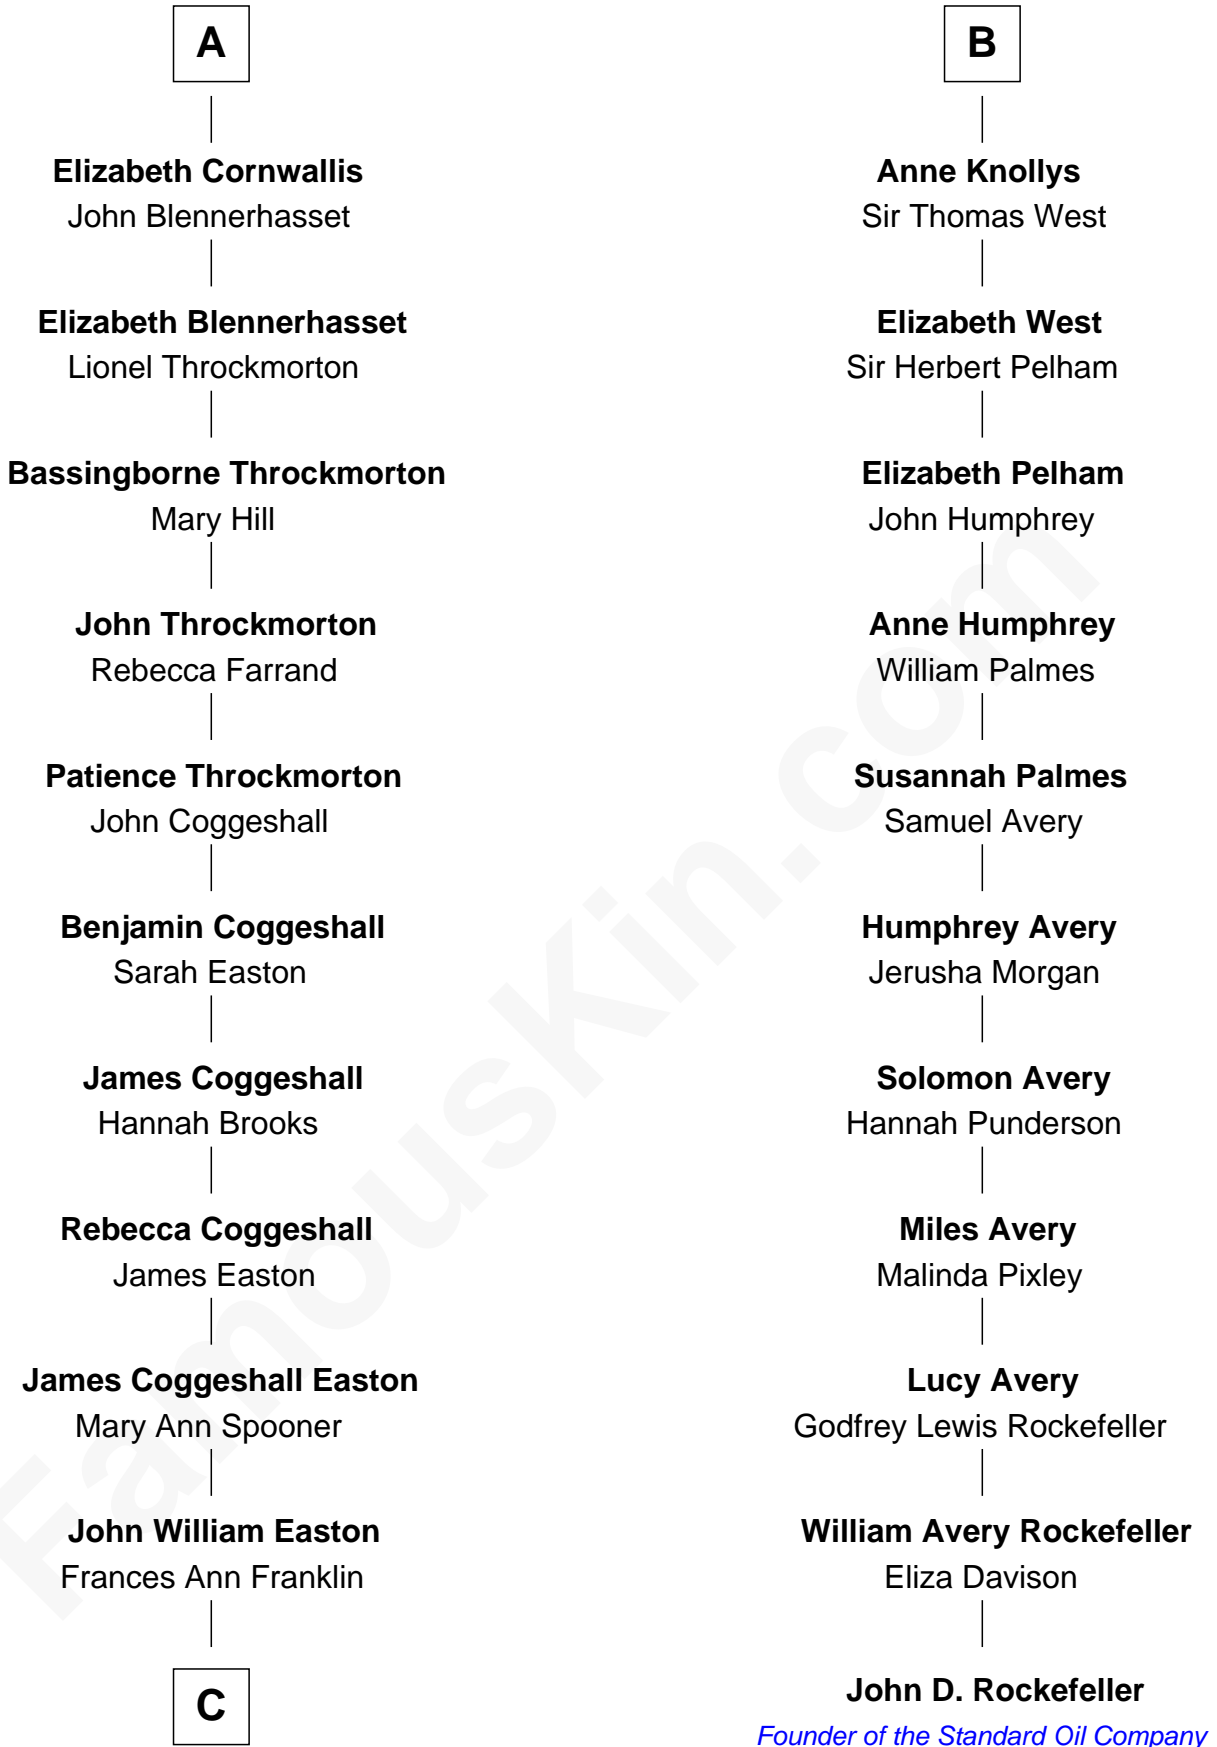 A
Elizabeth Cornwallis
John Blennerhasset
Elizabeth Blennerhasset
Lionel Throckmorton
Bassingborne Throckmorton
Mary Hill
John Throckmorton
Rebecca Farrand
Patience Throckmorton
John Coggeshall
Benjamin Coggeshall
Sarah Easton
James Coggeshall
Hannah Brooks
Rebecca Coggeshall
James Easton
James Coggeshall Easton
Mary Ann Spooner
John William Easton
Frances Ann Franklin
C
B
Anne Knollys
Sir Thomas West
Elizabeth West
Sir Herbert Pelham
Elizabeth Pelham
John Humphrey
Anne Humphrey
William Palmes
Susannah Palmes
Samuel Avery
Humphrey Avery
Jerusha Morgan
Solomon Avery
Hannah Punderson
Miles Avery
Malinda Pixley
Lucy Avery
Godfrey Lewis Rockefeller
William Avery Rockefeller
Eliza Davison
John D. Rockefeller
Founder of the Standard Oil Company
FamousKin.com